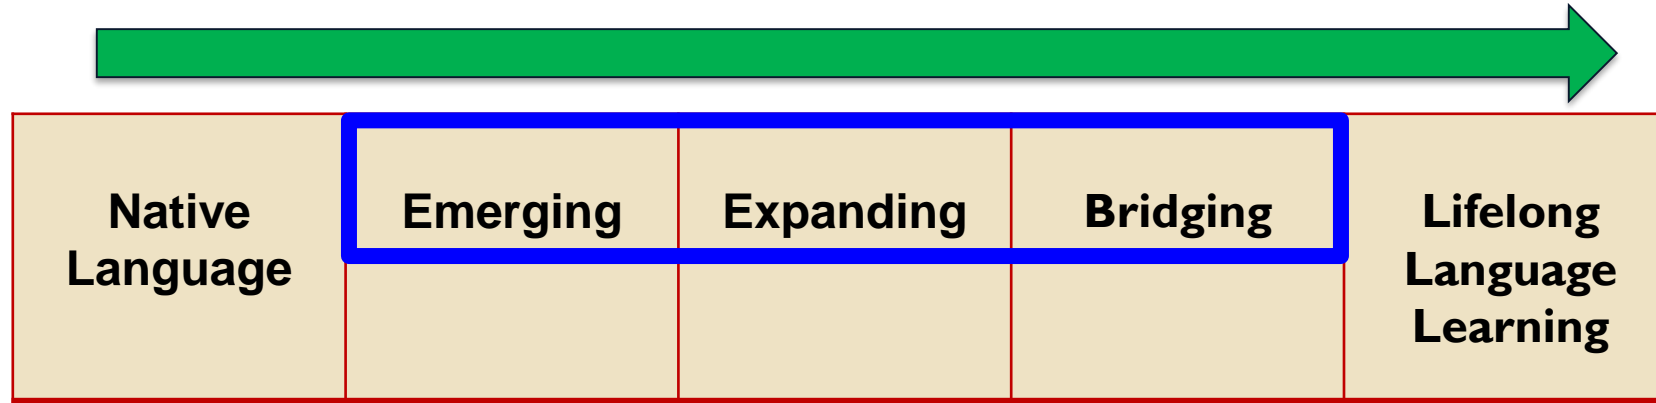 Native
Language
Emerging
Expanding
Bridging
Lifelong
Language
Learning